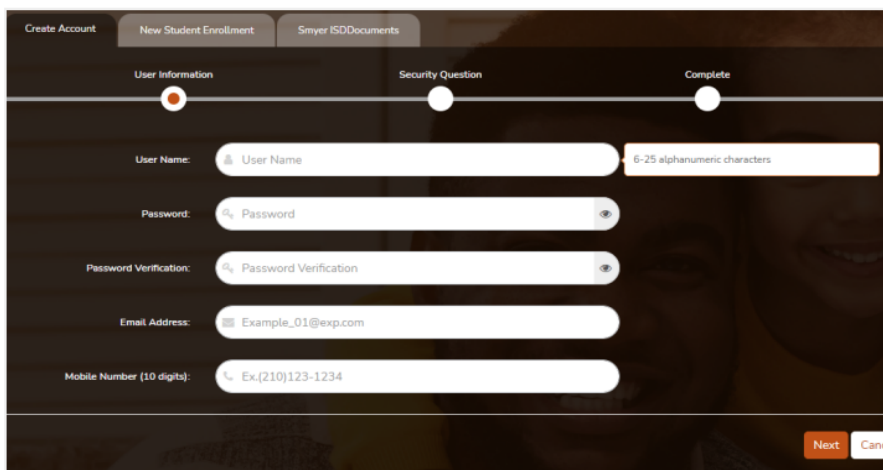 Create Account
New Student Enrollment
Smyer ISDDocuments
User Information
Security Question
Complete
User Name:
User Name
6-25 alphanumeric characters
Password:
Password
Password Verification:
Password Verification
Email Address:
Example_01@exp.com
Mobile Number (10 digits):
Ex.(210)123-1234
Next